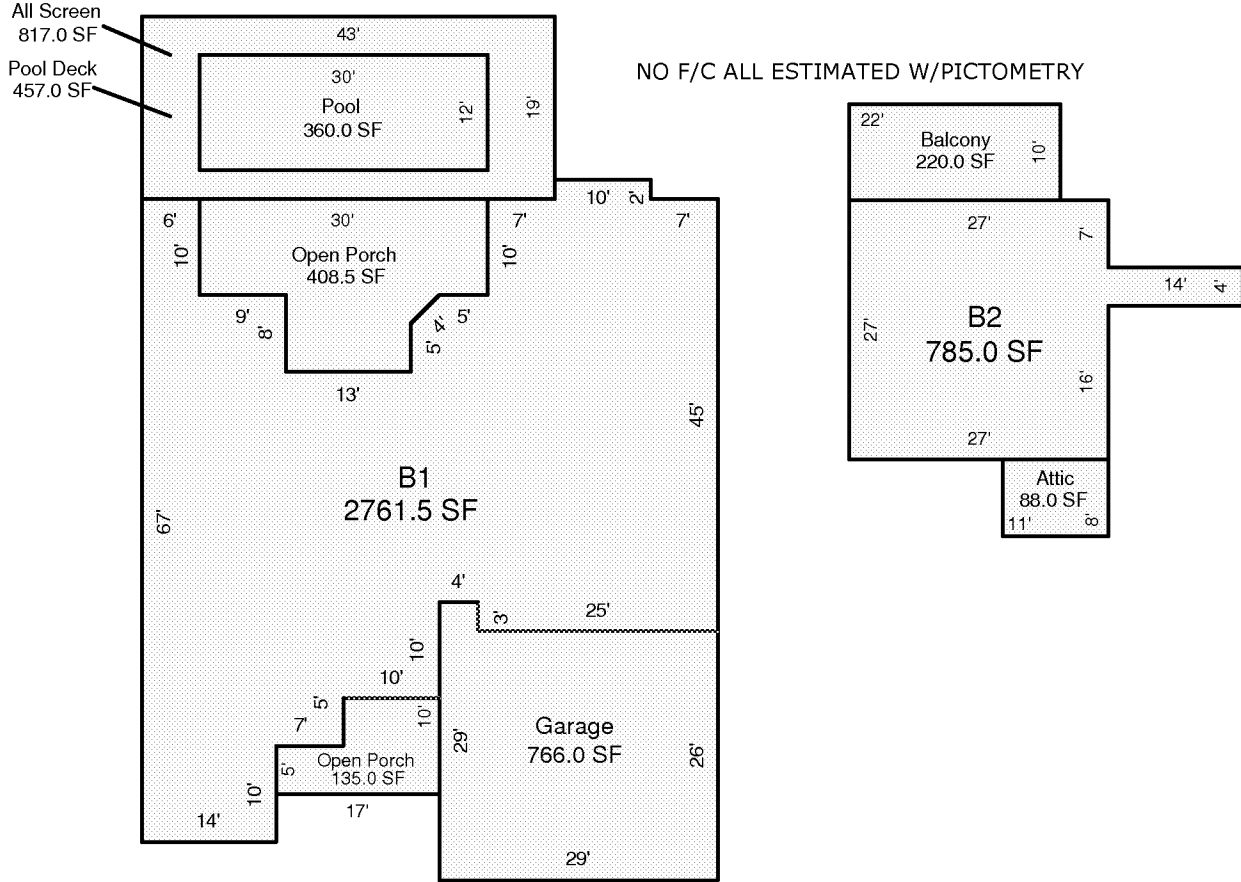 All Screen
817.0 SF
Pool Deck
457.0 SF
43'
30'
Pool
360.0 SF
12'
19'
NO F/C ALL ESTIMATED W/PICTOMETRY
22'
Balcony
220.0 SF
10'
6'
30'
7'
10'
2'
7'
10'
Open Porch
408.5 SF
10'
9'
8'
5'
4'
5'
13'
45'
27'
7'
14'
4'
27'
B2
785.0 SF
16'
27'
Attic
88.0 SF
11'
8'
B1
2761.5 SF
67'
4'
3'
25'
10'
10'
5'
7'
10'
5'
Open Porch
135.0 SF
10'
14'
17'
29'
Garage
766.0 SF
26'
29'